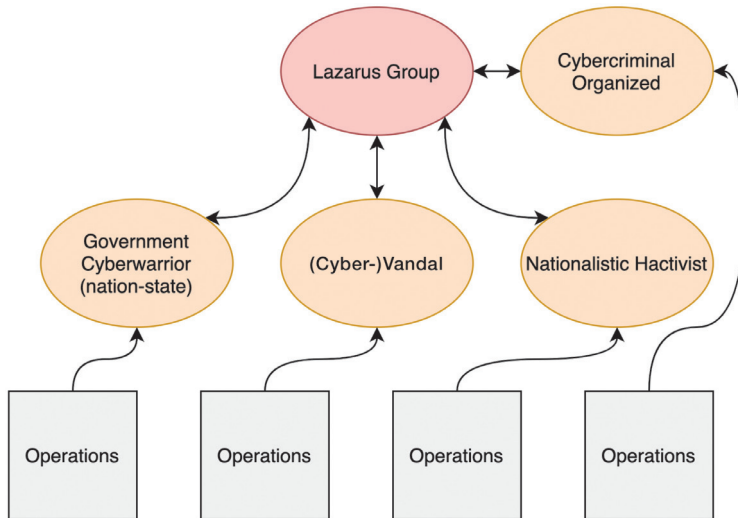 Lazarus Group
Cybercriminal
Organized
Government
Cyberwarrior
(nation-state)
(Cyber-)Vandal
Nationalistic Hactivist
Operations
Operations
Operations
Operations